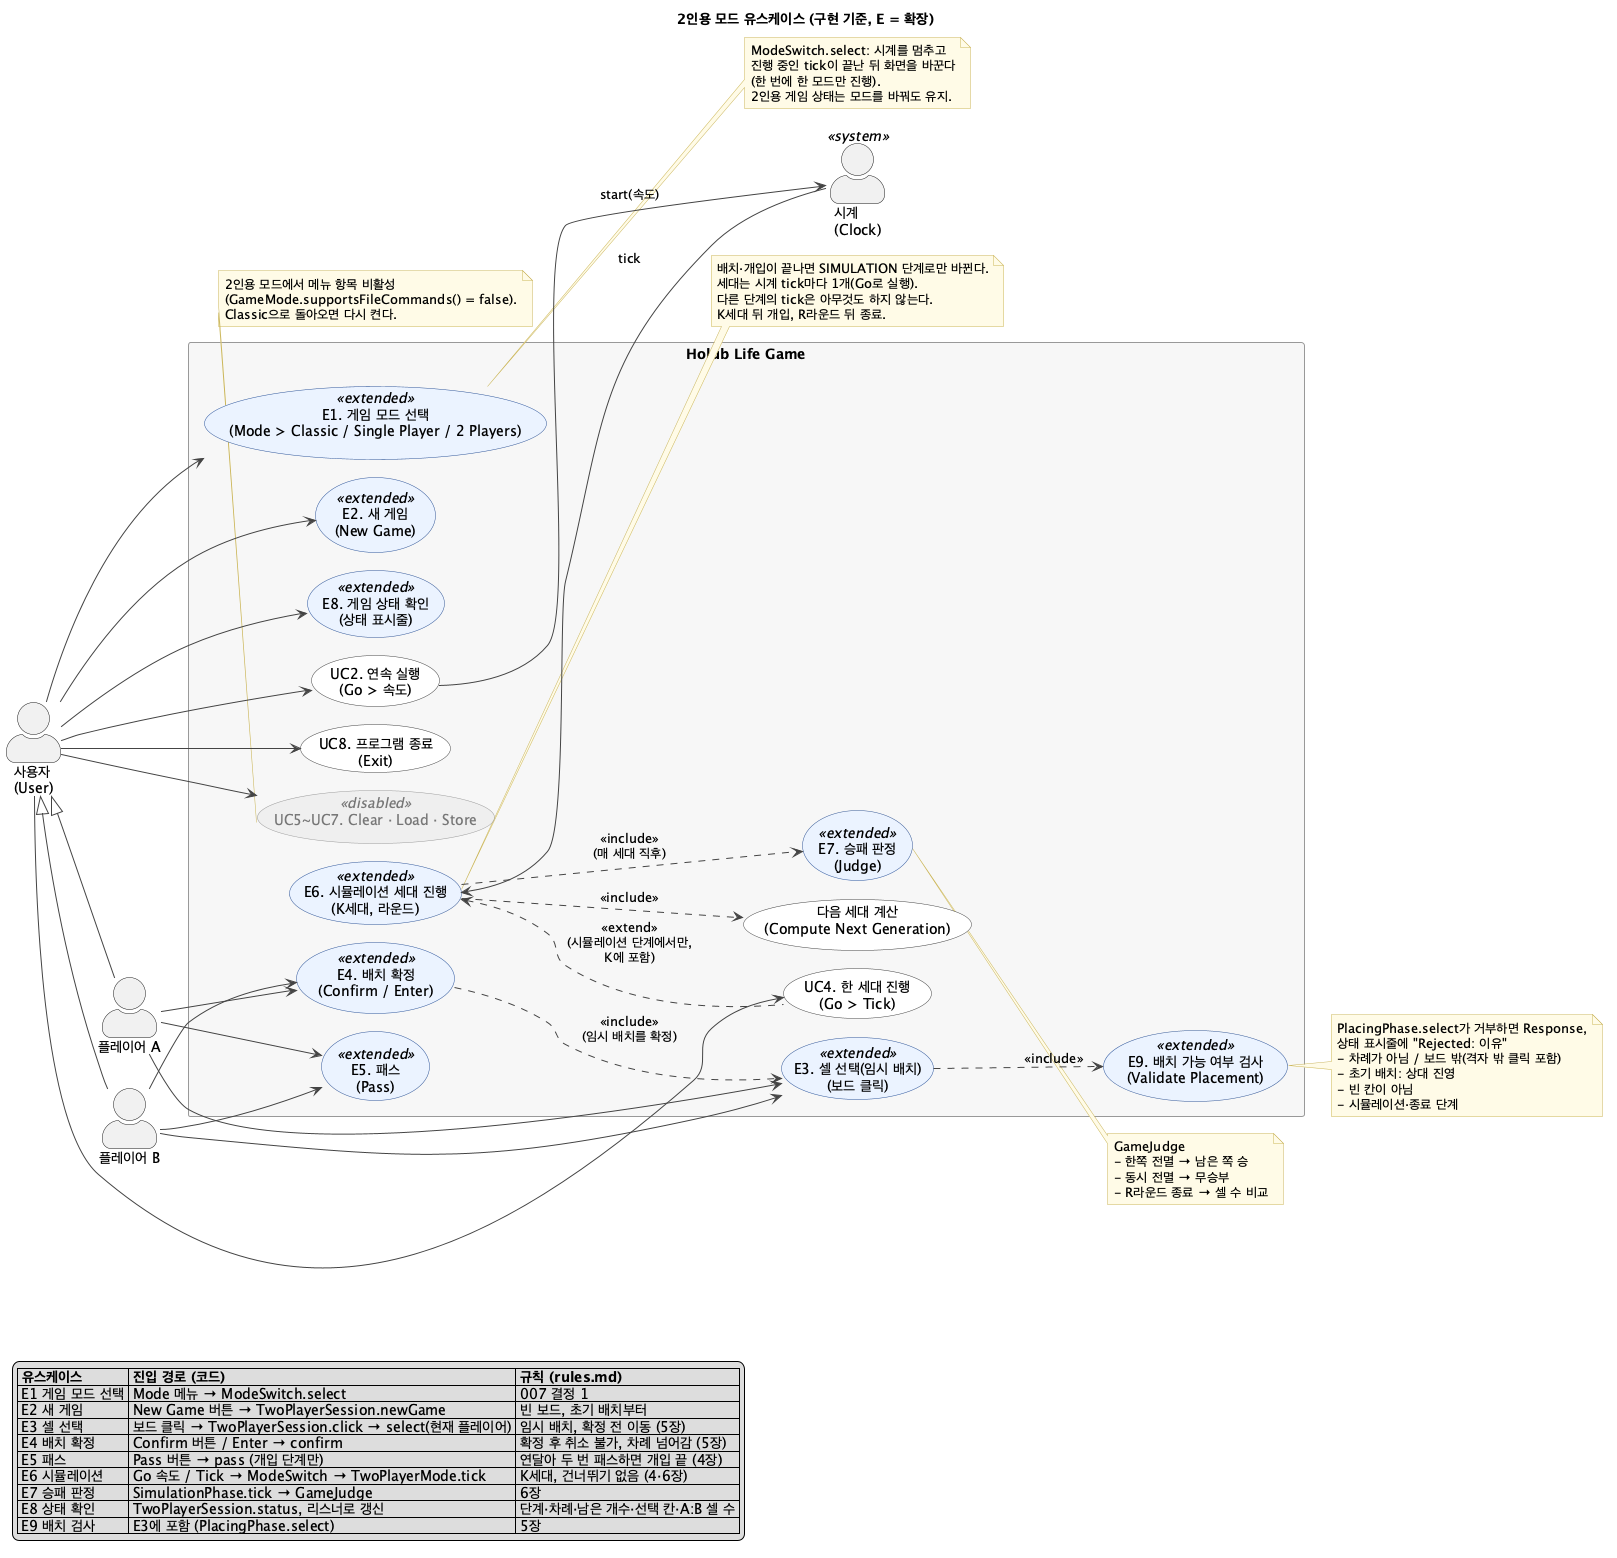 2인용 모드 유스케이스 (구현 기준, E = 확장)
ModeSwitch.select: 시계를 멈추고
진행 중인 tick이 끝난 뒤 화면을 바꾼다
(한 번에 한 모드만 진행).
2인용 게임 상태는 모드를 바꿔도 유지.
«system»
시계
(Clock)
start(속도)
tick
2인용 모드에서 메뉴 항목 비활성
(GameMode.supportsFileCommands() = false).
Classic으로 돌아오면 다시 켠다.
배치·개입이 끝나면 SIMULATION 단계로만 바뀐다.
세대는 시계 tick마다 1개(Go로 실행).
다른 단계의 tick은 아무것도 하지 않는다.
K세대 뒤 개입, R라운드 뒤 종료.
Holub Life Game
«extended»
E1. 게임 모드 선택
(Mode > Classic / Single Player / 2 Players)
«extended»
E2. 새 게임
(New Game)
«extended»
E8. 게임 상태 확인
(상태 표시줄)
UC2. 연속 실행
(Go > 속도)
UC8. 프로그램 종료
(Exit)
사용자
(User)
«disabled»
UC5~UC7. Clear · Load · Store
«extended»
E6. 시뮬레이션 세대 진행
(K세대, 라운드)
«include»
(매 세대 직후)
«extended»
E7. 승패 판정
(Judge)
«include»
다음 세대 계산
(Compute Next Generation)
«extend»
(시뮬레이션 단계에서만,
K에 포함)
«extended»
E4. 배치 확정
(Confirm / Enter)
UC4. 한 세대 진행
(Go > Tick)
«include»
(임시 배치를 확정)
플레이어 A
«extended»
E5. 패스
(Pass)
«extended»
E3. 셀 선택(임시 배치)
(보드 클릭)
«include»
«extended»
E9. 배치 가능 여부 검사
(Validate Placement)
PlacingPhase.select가 거부하면 Response,
상태 표시줄에 "Rejected: 이유"
– 차례가 아님 / 보드 밖(격자 밖 클릭 포함)
– 초기 배치: 상대 진영
– 빈 칸이 아님
– 시뮬레이션·종료 단계
플레이어 B
GameJudge
– 한쪽 전멸 → 남은 쪽 승
– 동시 전멸 → 무승부
– R라운드 종료 → 셀 수 비교
유스케이스 진입 경로 (코드) 규칙 (rules.md)
E1 게임 모드 선택 Mode 메뉴 → ModeSwitch.select 007 결정 1
E2 새 게임 New Game 버튼 → TwoPlayerSession.newGame 빈 보드, 초기 배치부터
E3 셀 선택 보드 클릭 → TwoPlayerSession.click → select(현재 플레이어) 임시 배치, 확정 전 이동 (5장)
E4 배치 확정 Confirm 버튼 / Enter → confirm 확정 후 취소 불가, 차례 넘어감 (5장)
E5 패스 Pass 버튼 → pass (개입 단계만) 연달아 두 번 패스하면 개입 끝 (4장)
E6 시뮬레이션 Go 속도 / Tick → ModeSwitch → TwoPlayerMode.tick K세대, 건너뛰기 없음 (4·6장)
E7 승패 판정 SimulationPhase.tick → GameJudge 6장
E8 상태 확인 TwoPlayerSession.status, 리스너로 갱신 단계·차례·남은 개수·선택 칸·A:B 셀 수
E9 배치 검사 E3에 포함 (PlacingPhase.select) 5장